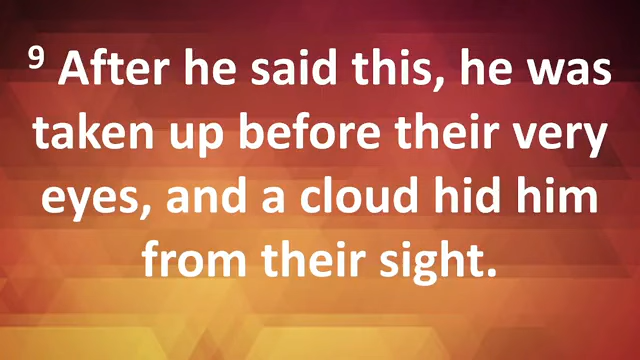 ⁹ After he said this, he was
taken up before their very
eyes, and a cloud hid him
from their sight.